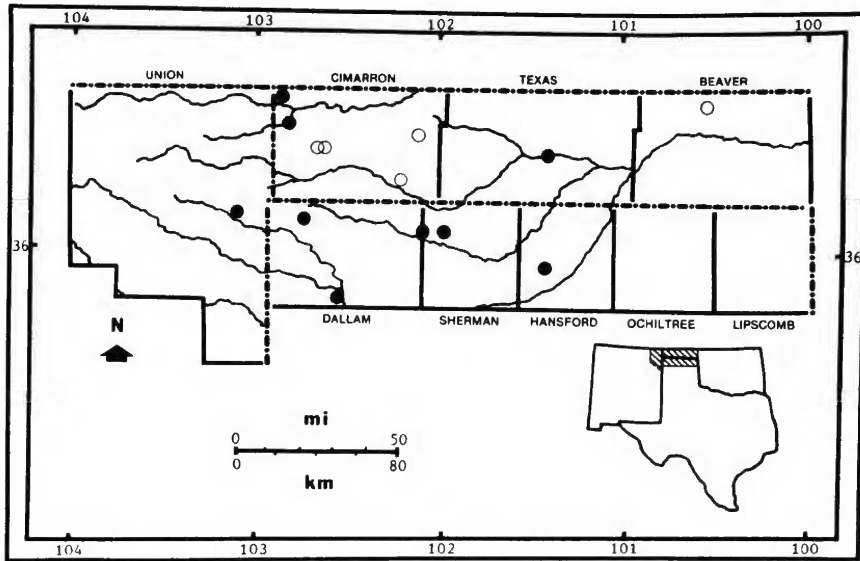 104 103 102 101 100
UNION CIMARRON TEXAS BEAVER
36 36
DALLAM SHERMAN HANSFORD OCHILTREE LIPSCOMB
N
mi
0 50
0 80
km
104 103 102 101 100